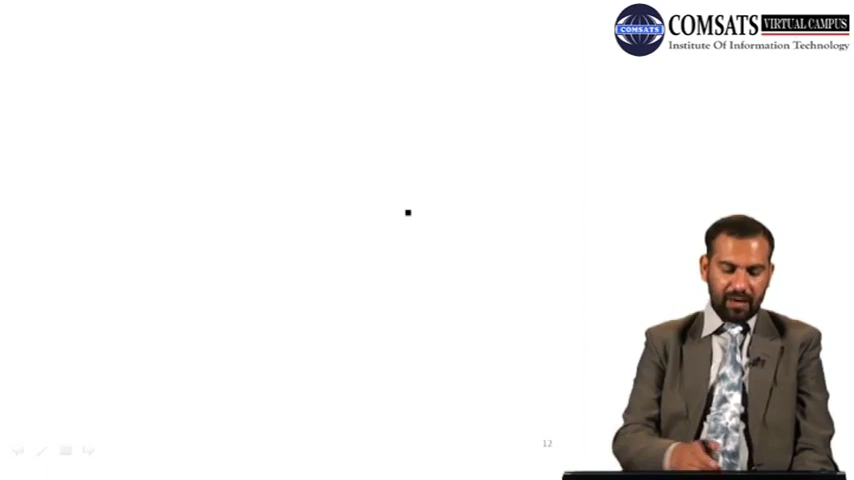 COMSATS
COMSATS VIRTUAL CAMPUS
Institute Of Information Technology
12